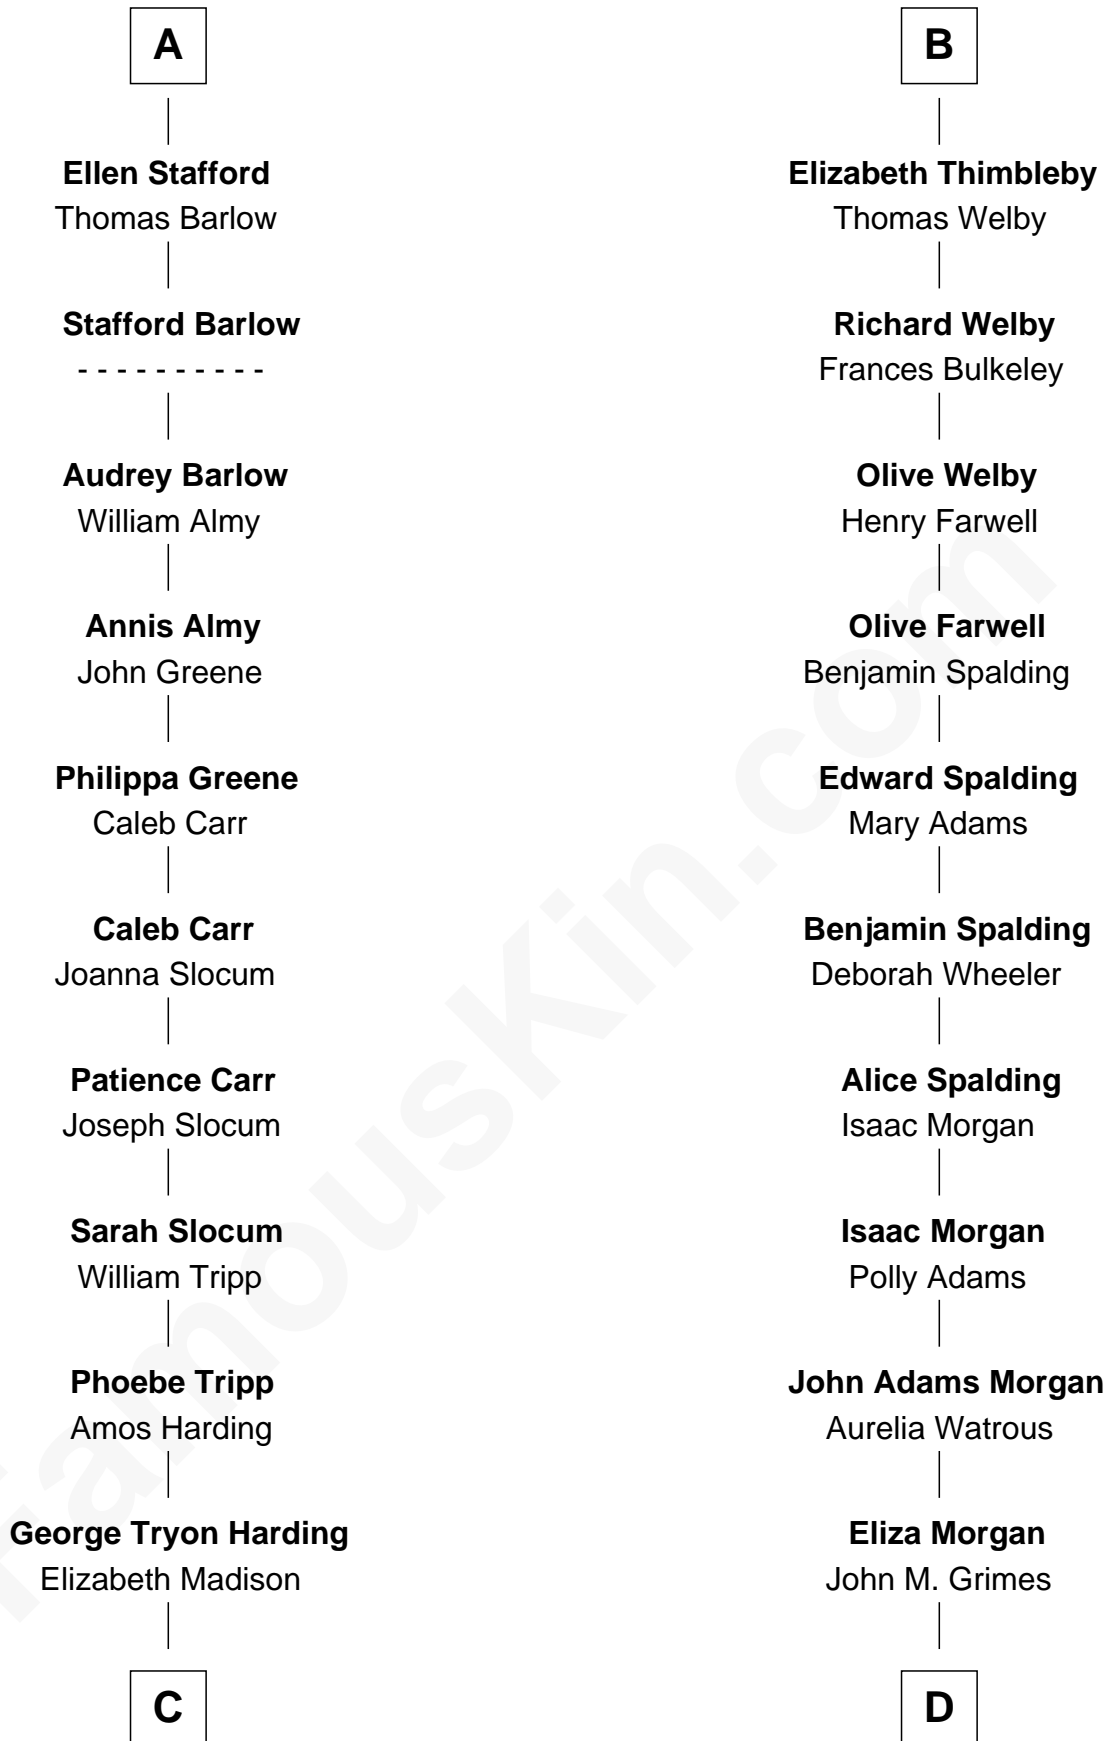 A
Ellen Stafford
Thomas Barlow
Stafford Barlow
- - - - - - - - - -
Audrey Barlow
William Almy
Annis Almy
John Greene
Philippa Greene
Caleb Carr
Caleb Carr
Joanna Slocum
Patience Carr
Joseph Slocum
Sarah Slocum
William Tripp
Phoebe Tripp
Amos Harding
George Tryon Harding
Elizabeth Madison
C
B
Elizabeth Thimbleby
Thomas Welby
Richard Welby
Frances Bulkeley
Olive Welby
Henry Farwell
Olive Farwell
Benjamin Spalding
Edward Spalding
Mary Adams
Benjamin Spalding
Deborah Wheeler
Alice Spalding
Isaac Morgan
Isaac Morgan
Polly Adams
John Adams Morgan
Aurelia Watrous
Eliza Morgan
John M. Grimes
D
FamousKin.com